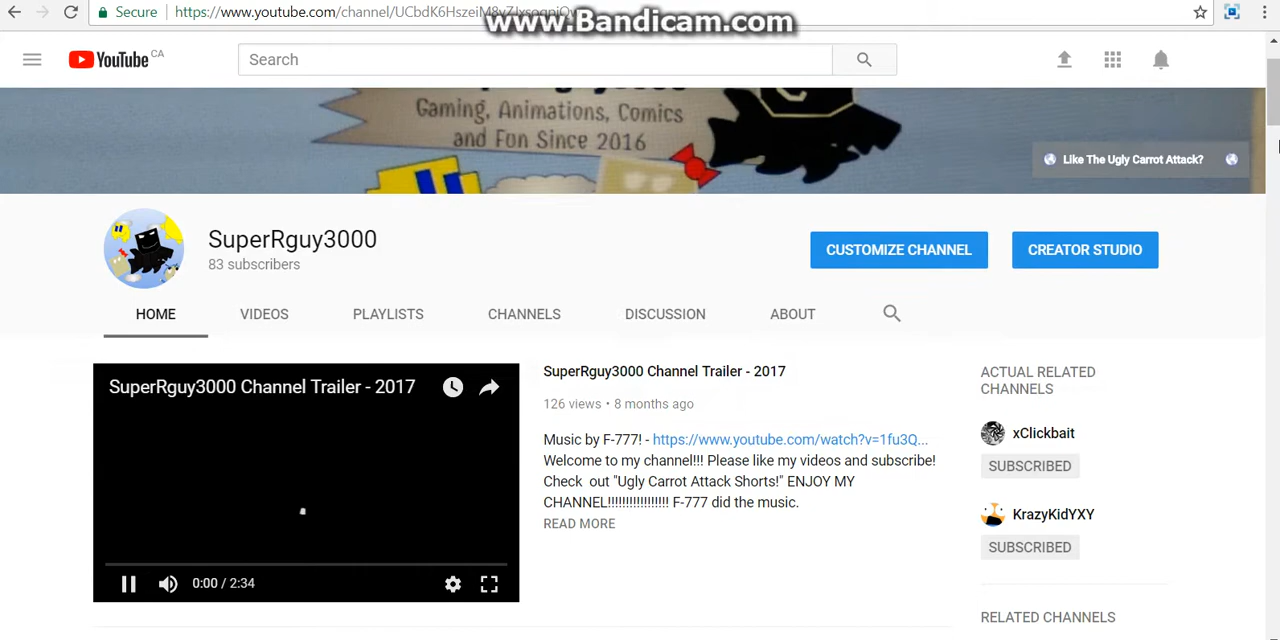 Secure
https://www.youtube.com/channel/
www.Bandicam.com
YouTube CA
Search
Gaming, Animations, Comics
and Fun Since 2016
Like The Ugly Carrot Attack?
SuperRguy3000
83 subscribers
CUSTOMIZE CHANNEL
CREATOR STUDIO
HOME
VIDEOS
PLAYLISTS
CHANNELS
DISCUSSION
ABOUT
SuperRguy3000 Channel Trailer - 2017
0:00 / 2:34
SuperRguy3000 Channel Trailer - 2017
126 views • 8 months ago
Music by F-777! - https://www.youtube.com/watch?v=1fu3Q...
Welcome to my channel!!! Please like my videos and subscribe!
Check out "Ugly Carrot Attack Shorts!" ENJOY MY
CHANNEL!!!!!!!!!!!!!!!!! F-777 did the music.
READ MORE
ACTUAL RELATED
CHANNELS
xClickbait
SUBSCRIBED
KrazyKidYXY
SUBSCRIBED
RELATED CHANNELS